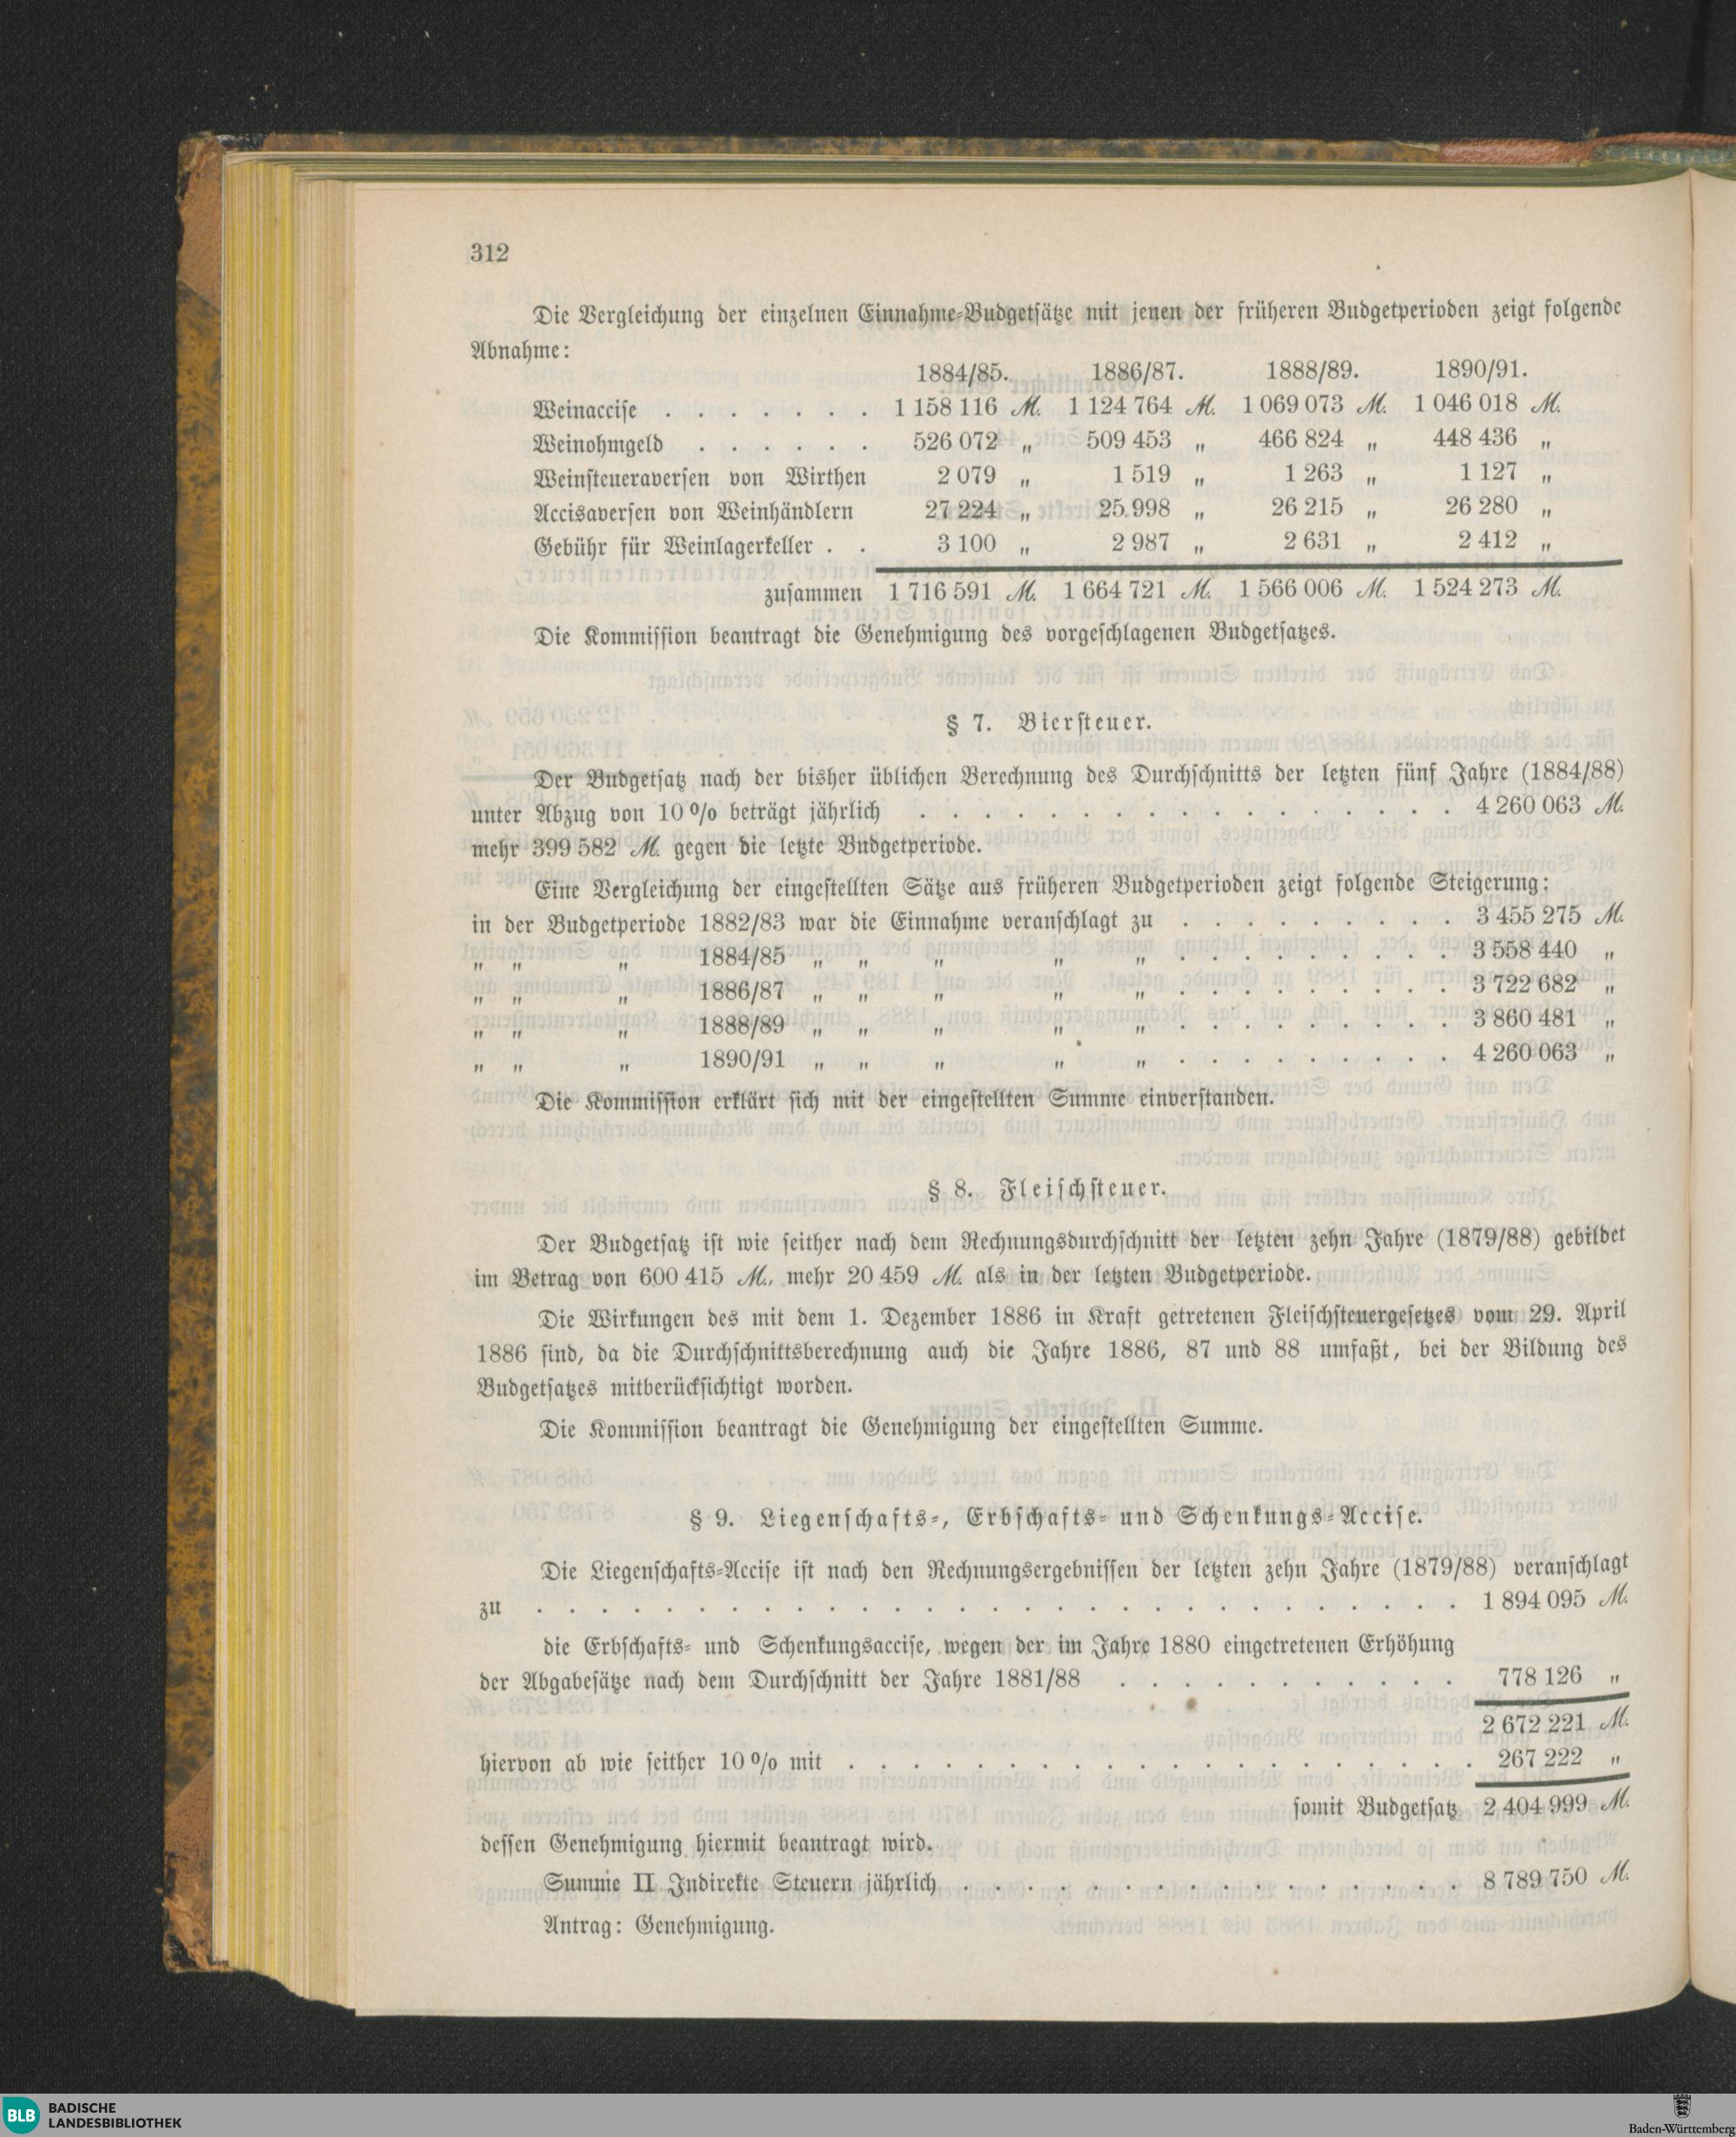 312
Die Vergleichung der einzelnen Einnahme-Budgetsätze mit jenen der früheren Budgetperioden zeigt folgende
Abnahme:
1884/85. 1886/87. 1888/89. 1890/91.
Weinaccise . . . . . . . 1 158 116 M. 1 124 764 M. 1 069 073 M. 1 046 018 M.
Weinohmgeld . . . . . . 526 072 „ 509 453 „ 466 824 „ 448 436 „
Weinsteueraversen von Wirthen 2 079 „ 1 519 „ 1 263 „ 1 127 „
Accisaversen von Weinhändlern 27 224 „ 25.998 „ 26 215 „ 26 280 „
Gebühr für Weinlagerkeller . . 3 100 „ 2 987 „ 2 631 „ 2 412 „
zusammen 1 716 591 M. 1 664 721 M. 1 566 006 M. 1 524 273 M.
Die Kommission beantragt die Genehmigung des vorgeschlagenen Budgetsatzes.
§ 7. Biersteuer.
Der Budgetsatz nach der bisher üblichen Berechnung des Durchschnitts der letzten fünf Jahre (1884/88)
unter Abzug von 10 % beträgt jährlich . . . . . . . . . . . . . . . . . 4 260 063 M.
mehr 399 582 M. gegen die letzte Budgetperiode.
Eine Vergleichung der eingestellten Sätze aus früheren Budgetperioden zeigt folgende Steigerung:
in der Budgetperiode 1882/83 war die Einnahme veranschlagt zu . . . . . . . . . 3 455 275 M.
„ „ „ 1884/85 „ „ „ „ „ . . . . . . . . . 3 558 440 „
„ „ „ 1886/87 „ „ „ „ „ . . . . . . . . . 3 722 682 „
„ „ „ 1888/89 „ „ „ „ „ . . . . . . . . . 3 860 481 „
„ „ „ 1890/91 „ „ „ „ „ . . . . . . . . . 4 260 063 „
Die Kommission erklärt sich mit der eingestellten Summe einverstanden.
§ 8. Fleischsteuer.
Der Budgetsatz ist wie seither nach dem Rechnungsdurchschnitt der letzten zehn Jahre (1879/88) gebildet
im Betrag von 600 415 M., mehr 20 459 M. als in der letzten Budgetperiode.
Die Wirkungen des mit dem 1. Dezember 1886 in Kraft getretenen Fleischsteuergesetzes vom 29. April
1886 sind, da die Durchschnittsberechnung auch die Jahre 1886, 87 und 88 umfaßt, bei der Bildung des
Budgetsatzes mitberücksichtigt worden.
Die Kommission beantragt die Genehmigung der eingestellten Summe.
§ 9. Liegenschafts-, Erbschafts- und Schenkungs-Accise.
Die Liegenschafts-Accise ist nach den Rechnungsergebnissen der letzten zehn Jahre (1879/88) veranschlagt
zu . . . . . . . . . . . . . . . . . . . . . . . . . . . . . 1 894 095 M.
die Erbschafts- und Schenkungsaccise, wegen der im Jahre 1880 eingetretenen Erhöhung
der Abgabesätze nach dem Durchschnitt der Jahre 1881/88 . . . . . . . . . . . 778 126 „
2 672 221 M.
hiervon ab wie seither 10 % mit . . . . . . . . . . . . . . . . . . . . 267 222 „
somit Budgetsatz 2 404 999 M.
dessen Genehmigung hiermit beantragt wird.
Summe II Indirekte Steuern jährlich . . . . . . . . . . . . . . . . 8 789 750 M.
Antrag: Genehmigung.
BLB BADISCHE
LANDESBIBLIOTHEK
Baden-Württemberg